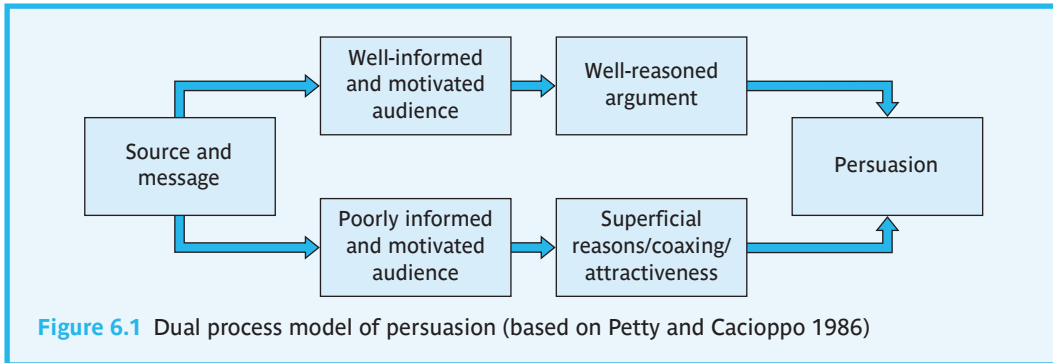 Well-informed
and motivated
audience
Well-reasoned
argument
Source and
message
Persuasion
Poorly informed
and motivated
audience
Superficial
reasons/coaxing/
attractiveness
Figure 6.1 Dual process model of persuasion (based on Petty and Cacioppo 1986)